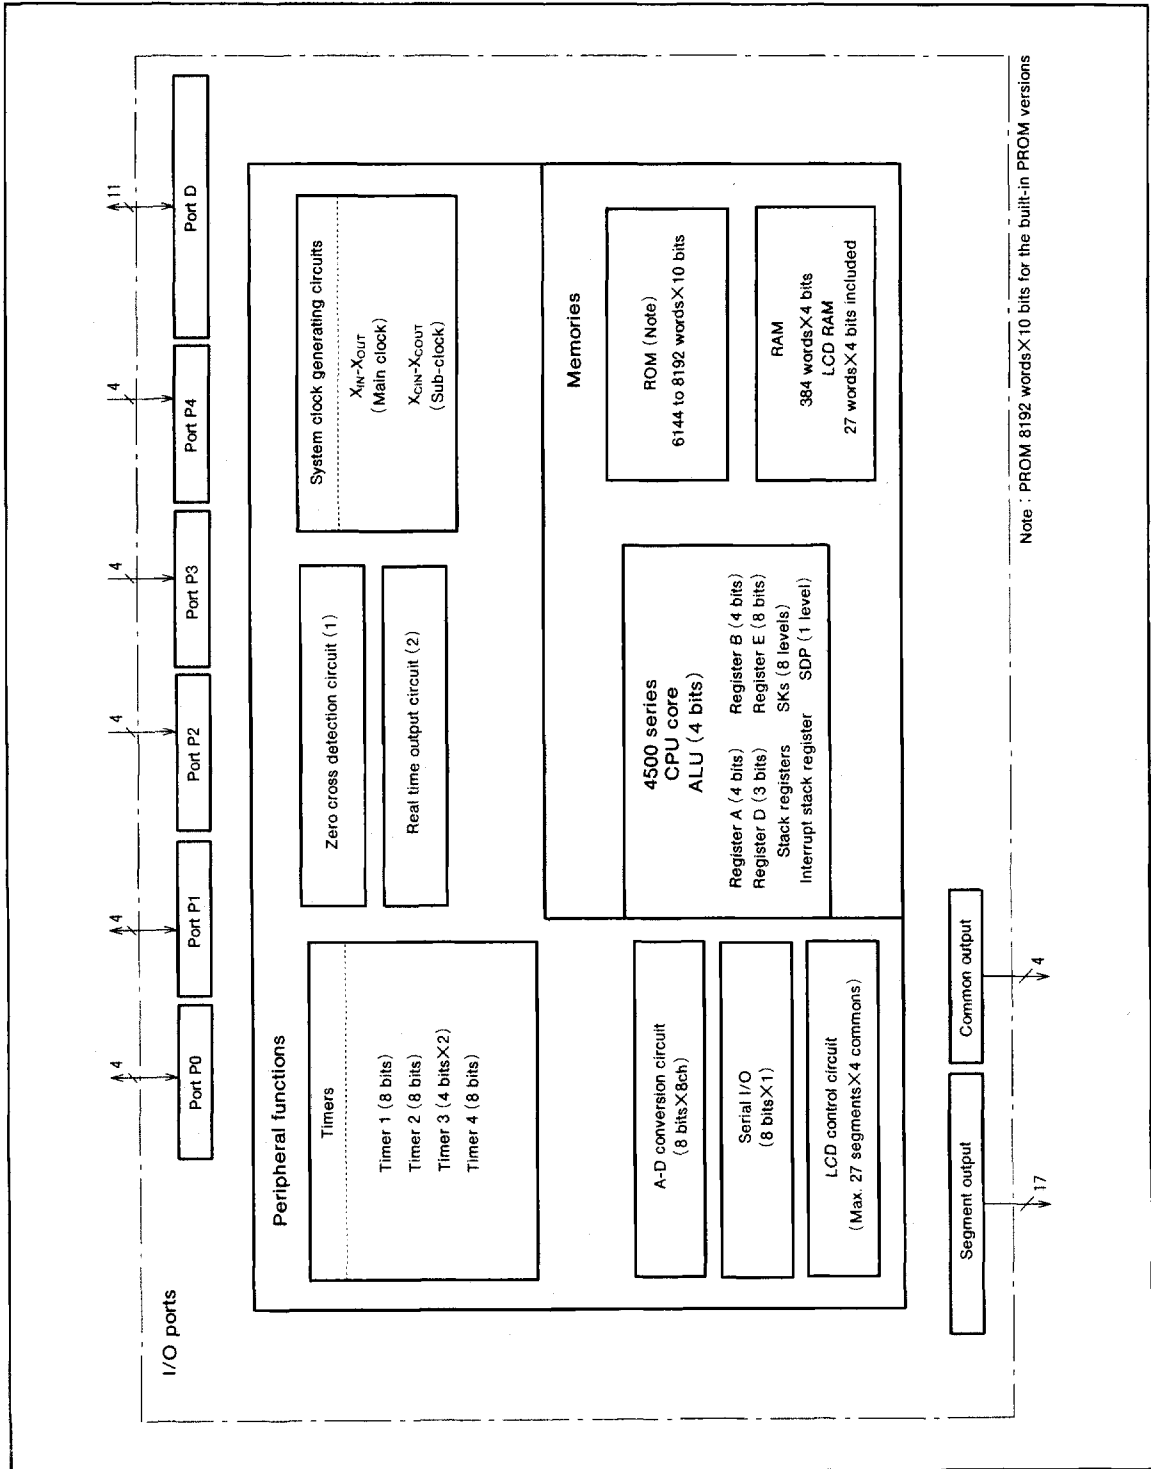 I/O ports
4
4
4
4
4
11
Port P0
Port P1
Port P2
Port P3
Port P4
Port D
Peripheral functions
Timers
Timer 1 (8 bits)
Timer 2 (8 bits)
Timer 3 (4 bits×2)
Timer 4 (8 bits)
Zero cross detection circuit (1)
Real time output circuit (2)
System clock generating circuits
XIN-XOUT
(Main clock)
XCIN-XCOUT
(Sub-clock)
A-D conversion circuit
(8 bits×8ch)
Serial I/O
(8 bits×1)
LCD control circuit
(Max. 27 segments×4 commons)
4500 series
CPU core
ALU (4 bits)
Register A (4 bits) Register B (4 bits)
Register D (3 bits) Register E (8 bits)
Stack registers SKs (8 levels)
Interrupt stack register SDP (1 level)
Memories
ROM (Note)
6144 to 8192 words×10 bits
RAM
384 words×4 bits
LCD RAM
27 words×4 bits included
Segment output
Common output
17
4
Note : PROM 8192 words×10 bits for the built-in PROM versions